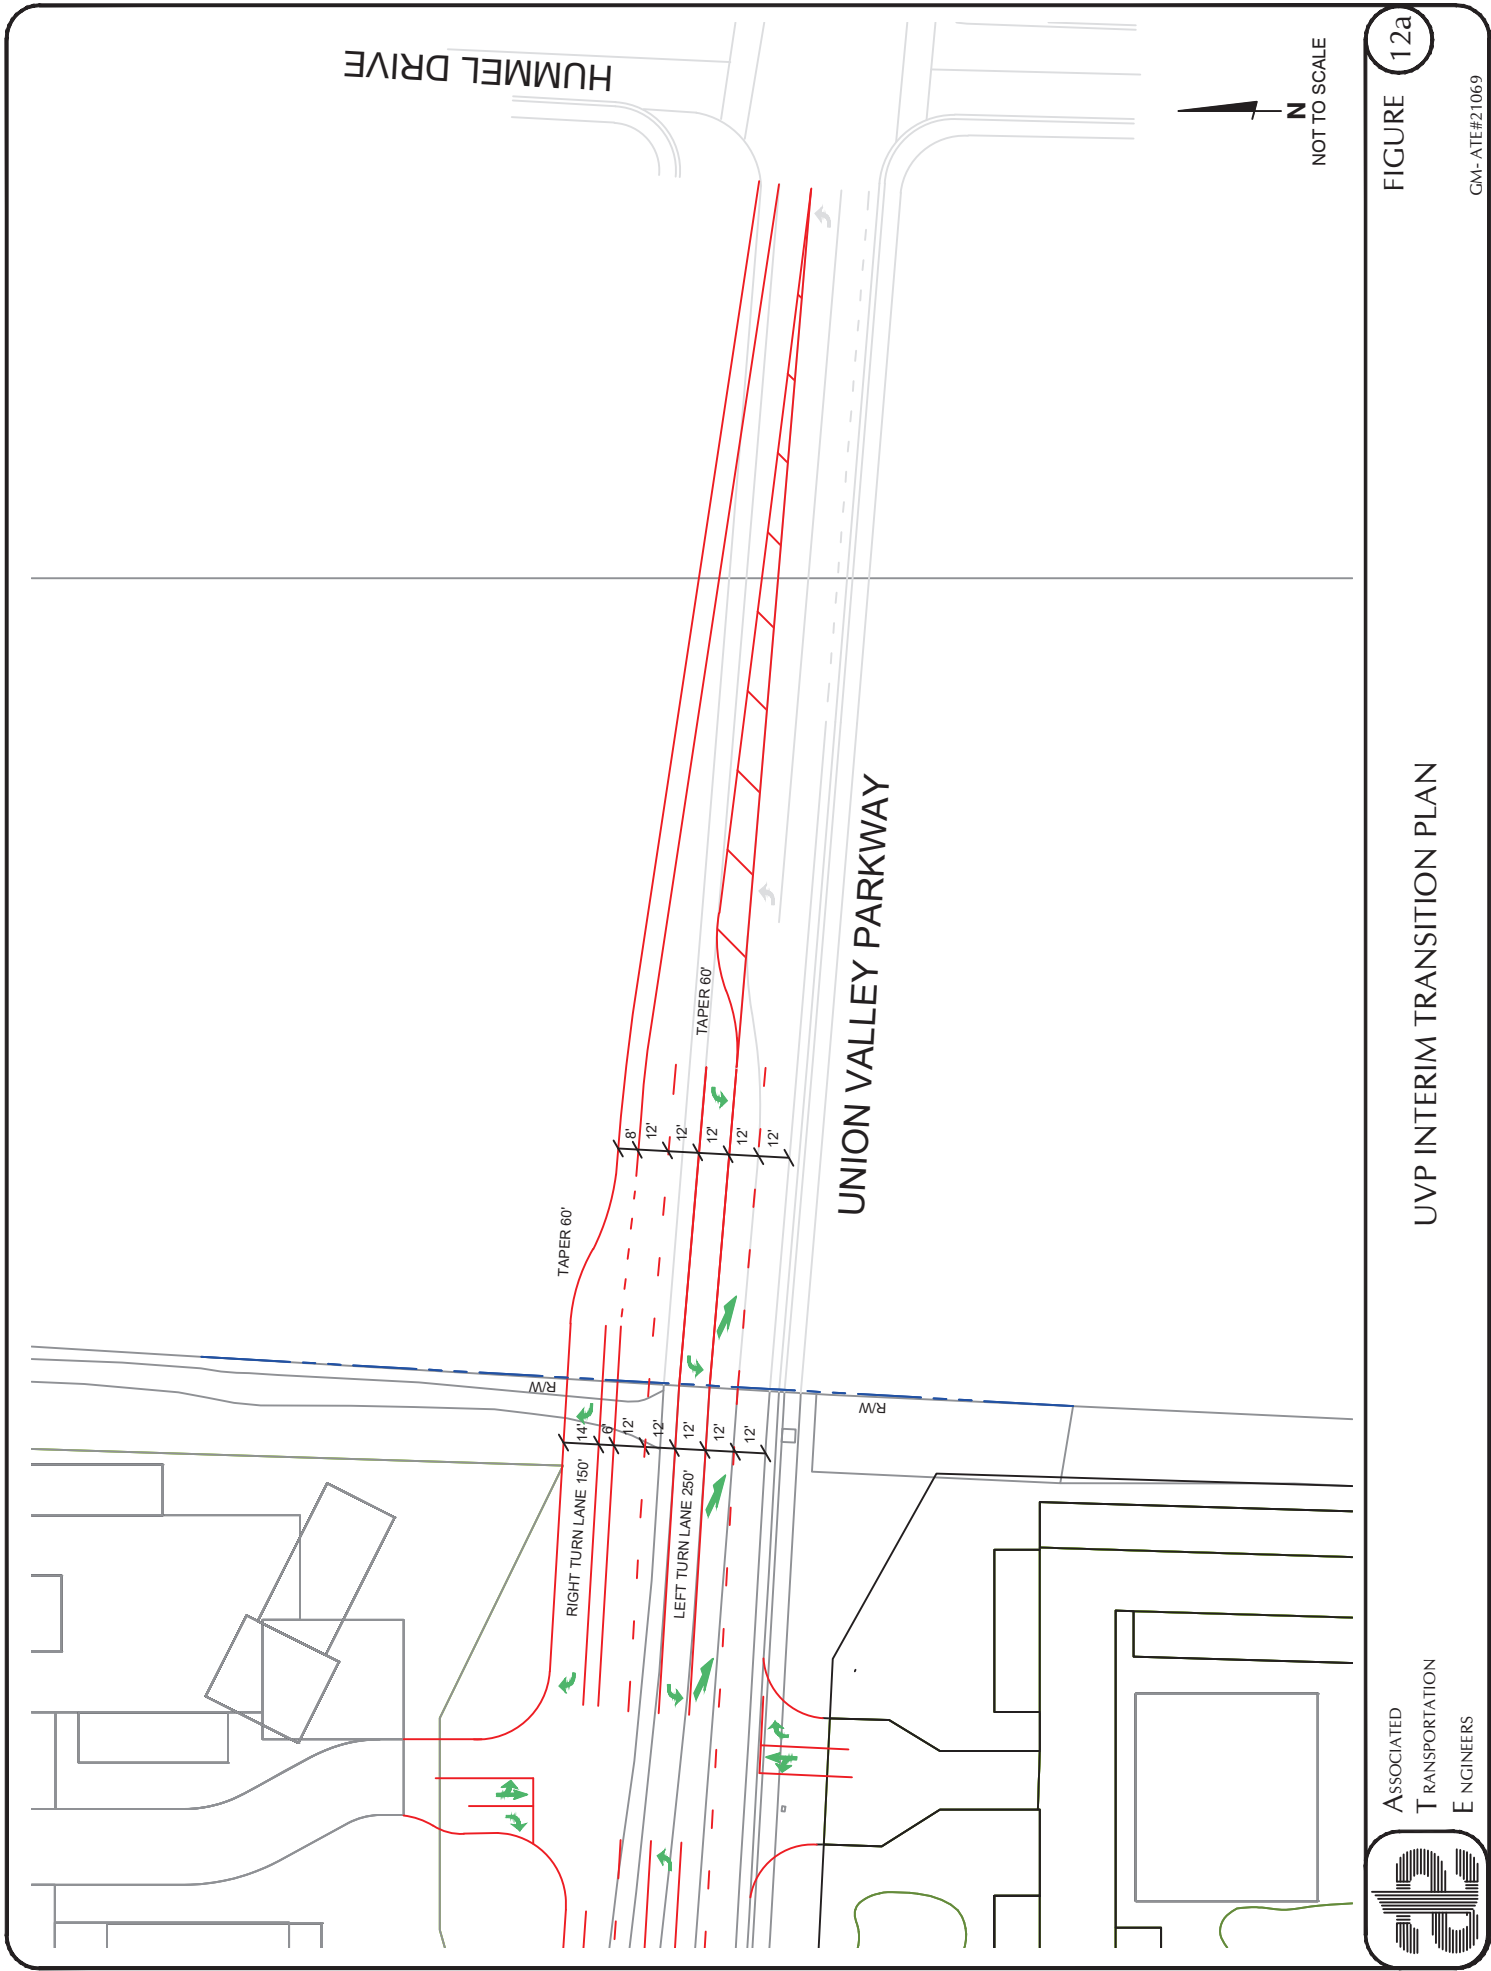 HUMMEL DRIVE
TAPER 60'
TAPER 60'
8'
12'
12'
12'
12'
12'
R/W
R/W
14'
6'
12'
12'
12'
12'
12'
RIGHT TURN LANE 150'
LEFT TURN LANE 250'
UNION VALLEY PARKWAY
N
NOT TO SCALE
ASSOCIATED
TRANSPORTATION
ENGINEERS
UVP INTERIM TRANSITION PLAN
FIGURE 12a
GM- ATE#21069